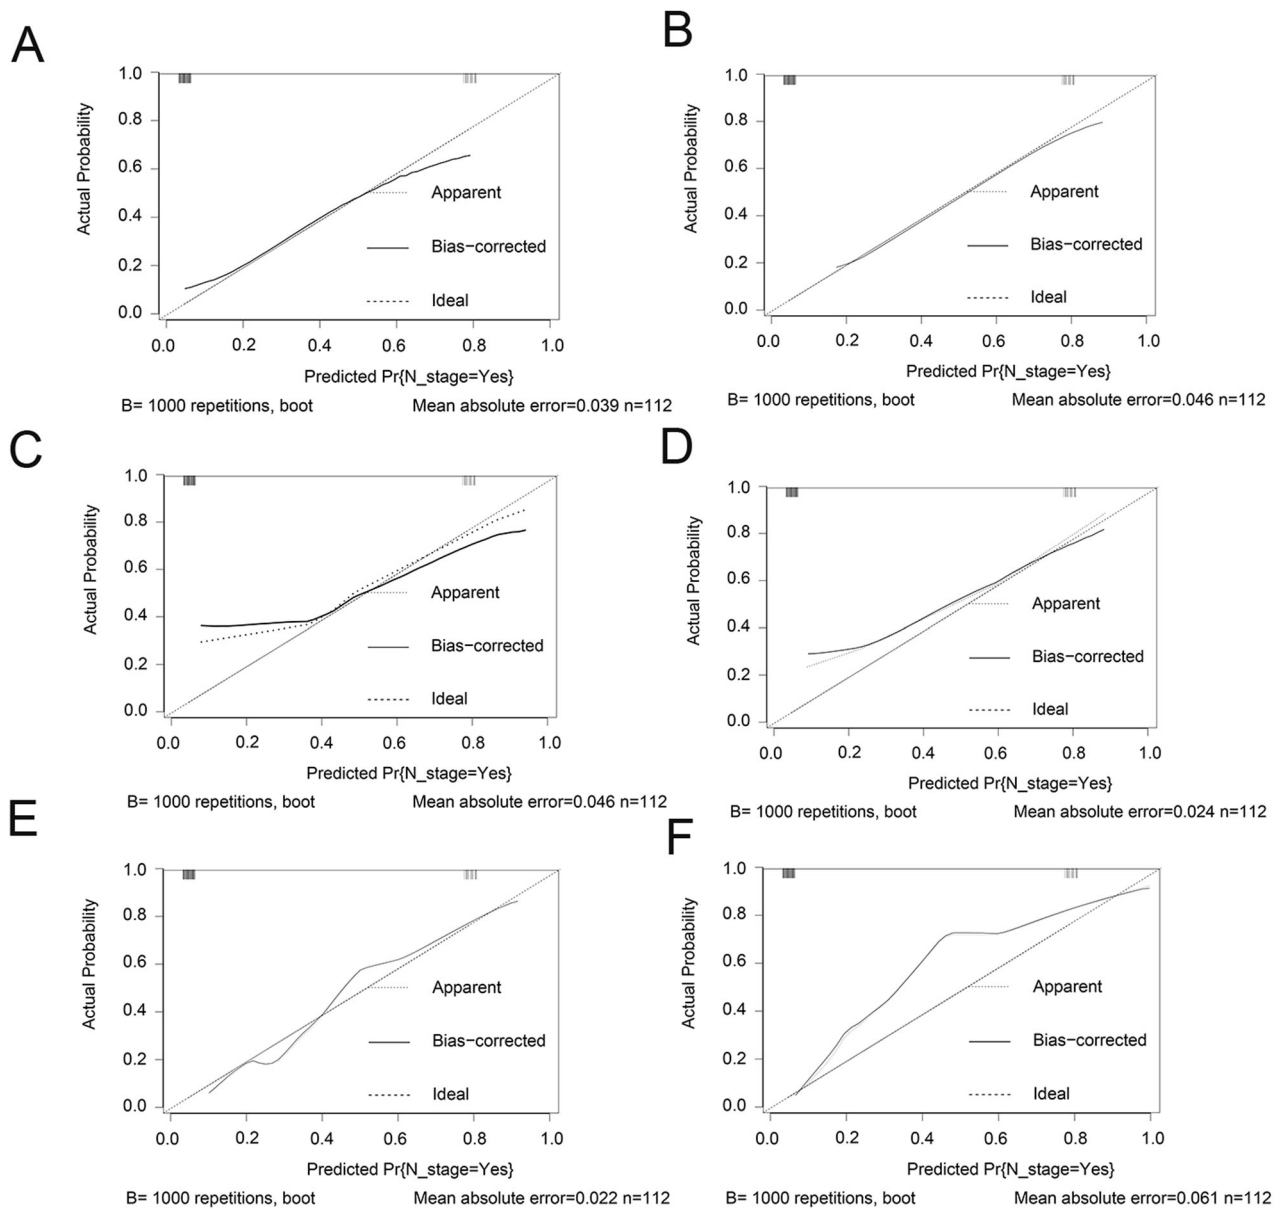 A
1.0
0.8
0.6
0.4
0.2
0.0
Actual Probability
Apparent
Bias−corrected
Ideal
0.0 0.2 0.4 0.6 0.8 1.0
Predicted Pr{N_stage=Yes}
B= 1000 repetitions, boot Mean absolute error=0.039 n=112
B
1.0
0.8
0.6
0.4
0.2
0.0
Actual Probability
Apparent
Bias−corrected
Ideal
0.0 0.2 0.4 0.6 0.8 1.0
Predicted Pr{N_stage=Yes}
B= 1000 repetitions, boot Mean absolute error=0.046 n=112
C
1.0
0.8
0.6
0.4
0.2
0.0
Actual Probability
Apparent
Bias−corrected
Ideal
0.0 0.2 0.4 0.6 0.8 1.0
Predicted Pr{N_stage=Yes}
B= 1000 repetitions, boot Mean absolute error=0.046 n=112
D
1.0
0.8
0.6
0.4
0.2
0.0
Actual Probability
Apparent
Bias−corrected
Ideal
0.0 0.2 0.4 0.6 0.8 1.0
Predicted Pr{N_stage=Yes}
B= 1000 repetitions, boot Mean absolute error=0.024 n=112
E
1.0
0.8
0.6
0.4
0.2
0.0
Actual Probability
Apparent
Bias−corrected
Ideal
0.0 0.2 0.4 0.6 0.8 1.0
Predicted Pr{N_stage=Yes}
B= 1000 repetitions, boot Mean absolute error=0.022 n=112
F
1.0
0.8
0.6
0.4
0.2
0.0
Actual Probability
Apparent
Bias−corrected
Ideal
0.0 0.2 0.4 0.6 0.8 1.0
Predicted Pr{N_stage=Yes}
B= 1000 repetitions, boot Mean absolute error=0.061 n=112